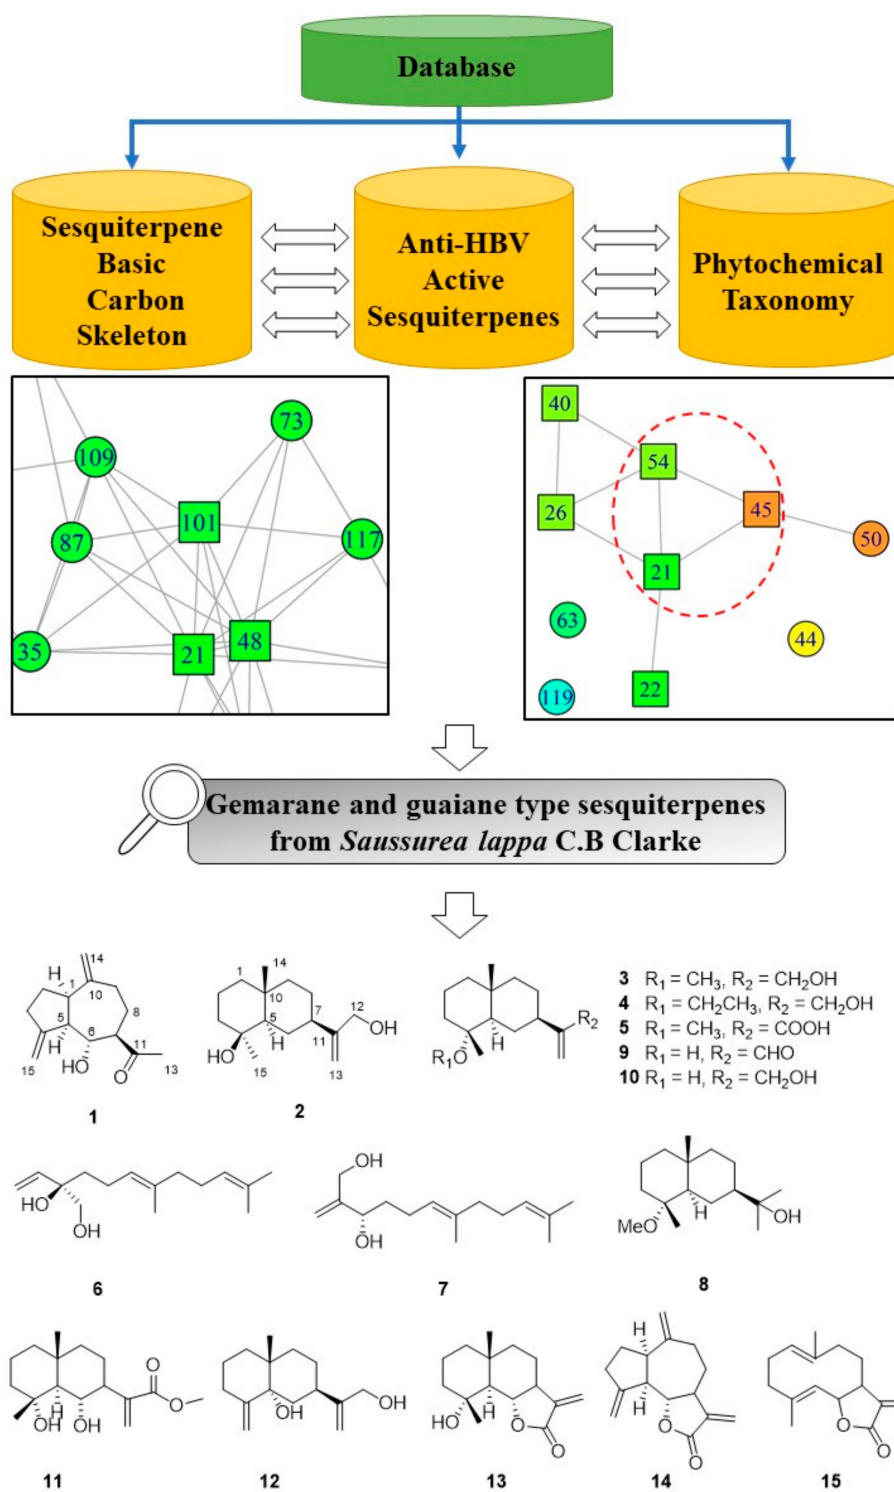 Database
Sesquiterpene
Basic
Carbon
Skeleton
Anti-HBV
Active
Sesquiterpenes
Phytochemical
Taxonomy
73
109
101
87
117
35
21
48
40
54
26
45
50
21
63
44
22
119
Gemarane and guaiane type sesquiterpenes
from Saussurea lappa C.B Clarke
14
H
1
10
5
8
6
H
11
15
HO
O
13
1
1
14
10
7
12
5
OH
11
HO
H
15
13
2
R₂
O
H
R₁
3 R₁ = CH₃, R₂ = CH₂OH
4 R₁ = CH₂CH₃, R₂ = CH₂OH
5 R₁ = CH₃, R₂ = COOH
9 R₁ = H, R₂ = CHO
10 R₁ = H, R₂ = CH₂OH
HO
OH
6
OH
OH
7
MeO
H
OH
8
O
O
OH
H
OH
11
OH
OH
12
HO
H
O
O
13
H
H
O
O
14
O
O
15